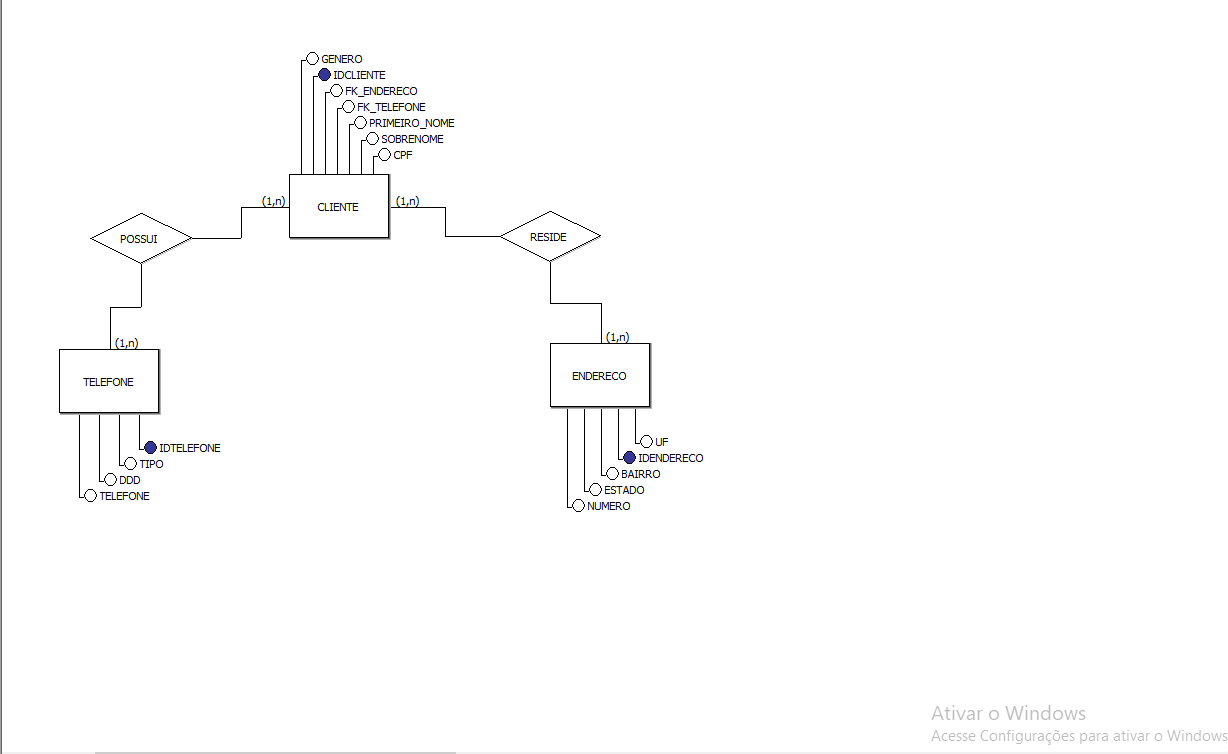 GENERO
IDCLIENTE
FK_ENDERECO
FK_TELEFONE
PRIMEIRO_NOME
SOBRENOME
CPF
(1,n)
CLIENTE
(1,n)
POSSUI
RESIDE
(1,n)
TELEFONE
(1,n)
ENDERECO
IDTELEFONE
TIPO
DDD
TELEFONE
UF
IDENDERECO
BAIRRO
ESTADO
NUMERO
Ativar o Windows
Acesse Configurações para ativar o Windows